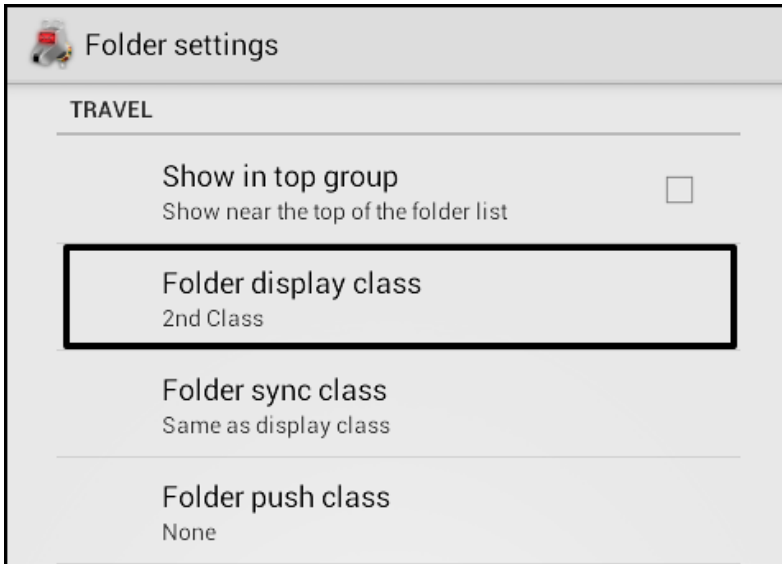 Folder settings
TRAVEL
Show in top group
Show near the top of the folder list
Folder display class
2nd Class
Folder sync class
Same as display class
Folder push class
None